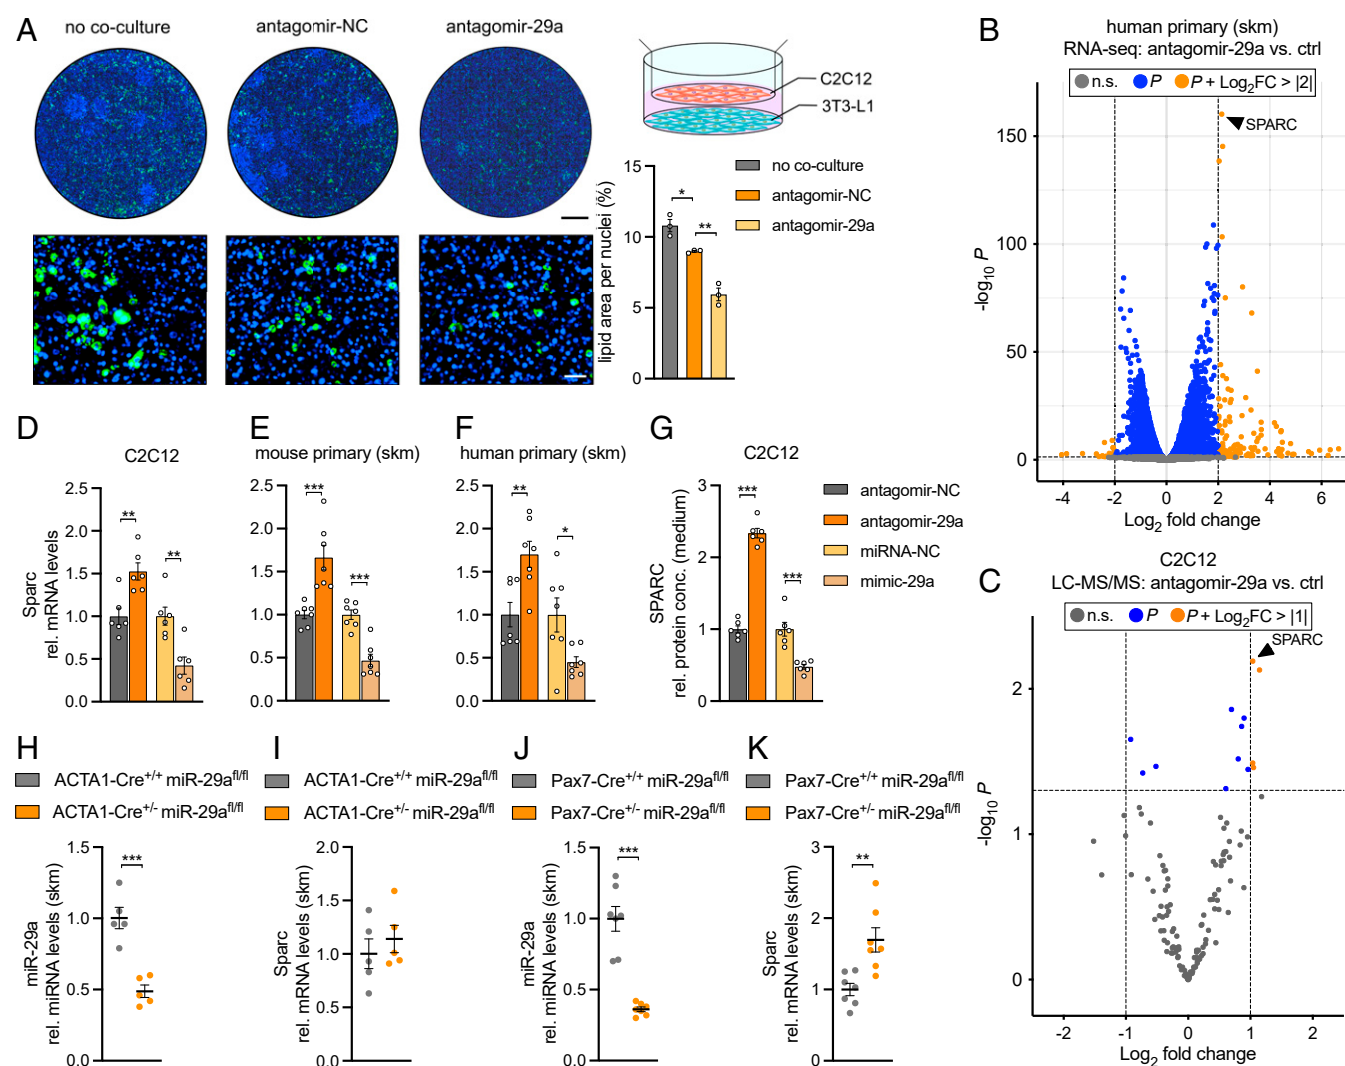 A
no co-culture
antagomir-NC
antagomir-29a
C2C12
3T3-L1
lipid area per nuclei (%)
15
10
5
0
*
**
no co-culture
antagomir-NC
antagomir-29a
B
human primary (skm)
RNA-seq: antagomir-29a vs. ctrl
n.s. P P + Log₂FC > |2|
SPARC
-log₁₀ P
150
100
50
0
-4 -2 0 2 4 6
Log₂ fold change
C
C2C12
LC-MS/MS: antagomir-29a vs. ctrl
n.s. P P + Log₂FC > |1|
SPARC
-log₁₀ P
2
1
0
-2 -1 0 1 2
Log₂ fold change
D
C2C12
Sparc
rel. mRNA levels
2.5
2.0
1.5
1.0
0.5
0.0
**
**
E
mouse primary (skm)
2.5
2.0
1.5
1.0
0.5
0.0
***
***
F
human primary (skm)
2.5
2.0
1.5
1.0
0.5
0.0
**
*
G
C2C12
SPARC
rel. protein conc. (medium)
3
2
1
0
***
***
antagomir-NC
antagomir-29a
miRNA-NC
mimic-29a
H
ACTA1-Cre⁺/⁺ miR-29aᶠˡ/ᶠˡ
ACTA1-Cre⁺/⁻ miR-29aᶠˡ/ᶠˡ
miR-29a
rel. miRNA levels (skm)
1.5
1.0
0.5
0.0
***
I
ACTA1-Cre⁺/⁺ miR-29aᶠˡ/ᶠˡ
ACTA1-Cre⁺/⁻ miR-29aᶠˡ/ᶠˡ
Sparc
rel. mRNA levels (skm)
2.0
1.5
1.0
0.5
0.0
J
Pax7-Cre⁺/⁺ miR-29aᶠˡ/ᶠˡ
Pax7-Cre⁺/⁻ miR-29aᶠˡ/ᶠˡ
miR-29a
rel. miRNA levels (skm)
1.5
1.0
0.5
0.0
***
K
Pax7-Cre⁺/⁺ miR-29aᶠˡ/ᶠˡ
Pax7-Cre⁺/⁻ miR-29aᶠˡ/ᶠˡ
Sparc
rel. mRNA levels (skm)
3
2
1
0
**